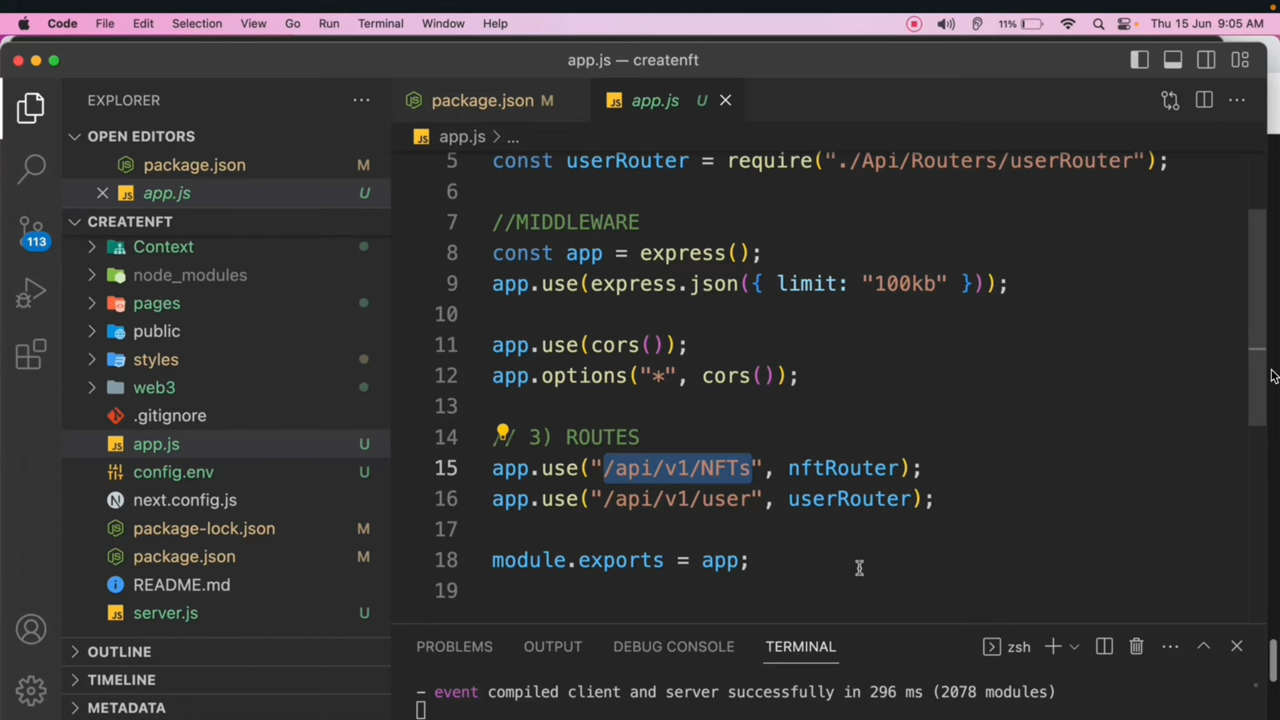 Code File Edit Selection View Go Run Terminal Window Help 11% Thu 15 Jun 9:05 AM
app.js — createnft
EXPLORER
OPEN EDITORS
package.json M
app.js U
CREATENFT
Context
node_modules
pages
public
styles
web3
.gitignore
app.js U
config.env U
next.config.js
package-lock.json M
package.json M
README.md
server.js U
OUTLINE
TIMELINE
METADATA
113
package.json M app.js U
app.js > ...
5 const userRouter = require("./Api/Routers/userRouter");
6
7 //MIDDLEWARE
8 const app = express();
9 app.use(express.json({ limit: "100kb" }));
10
11 app.use(cors());
12 app.options("*", cors());
13
14 // 3) ROUTES
15 app.use("/api/v1/NFTs", nftRouter);
16 app.use("/api/v1/user", userRouter);
17
18 module.exports = app;
19
PROBLEMS OUTPUT DEBUG CONSOLE TERMINAL zsh
- event compiled client and server successfully in 296 ms (2078 modules)